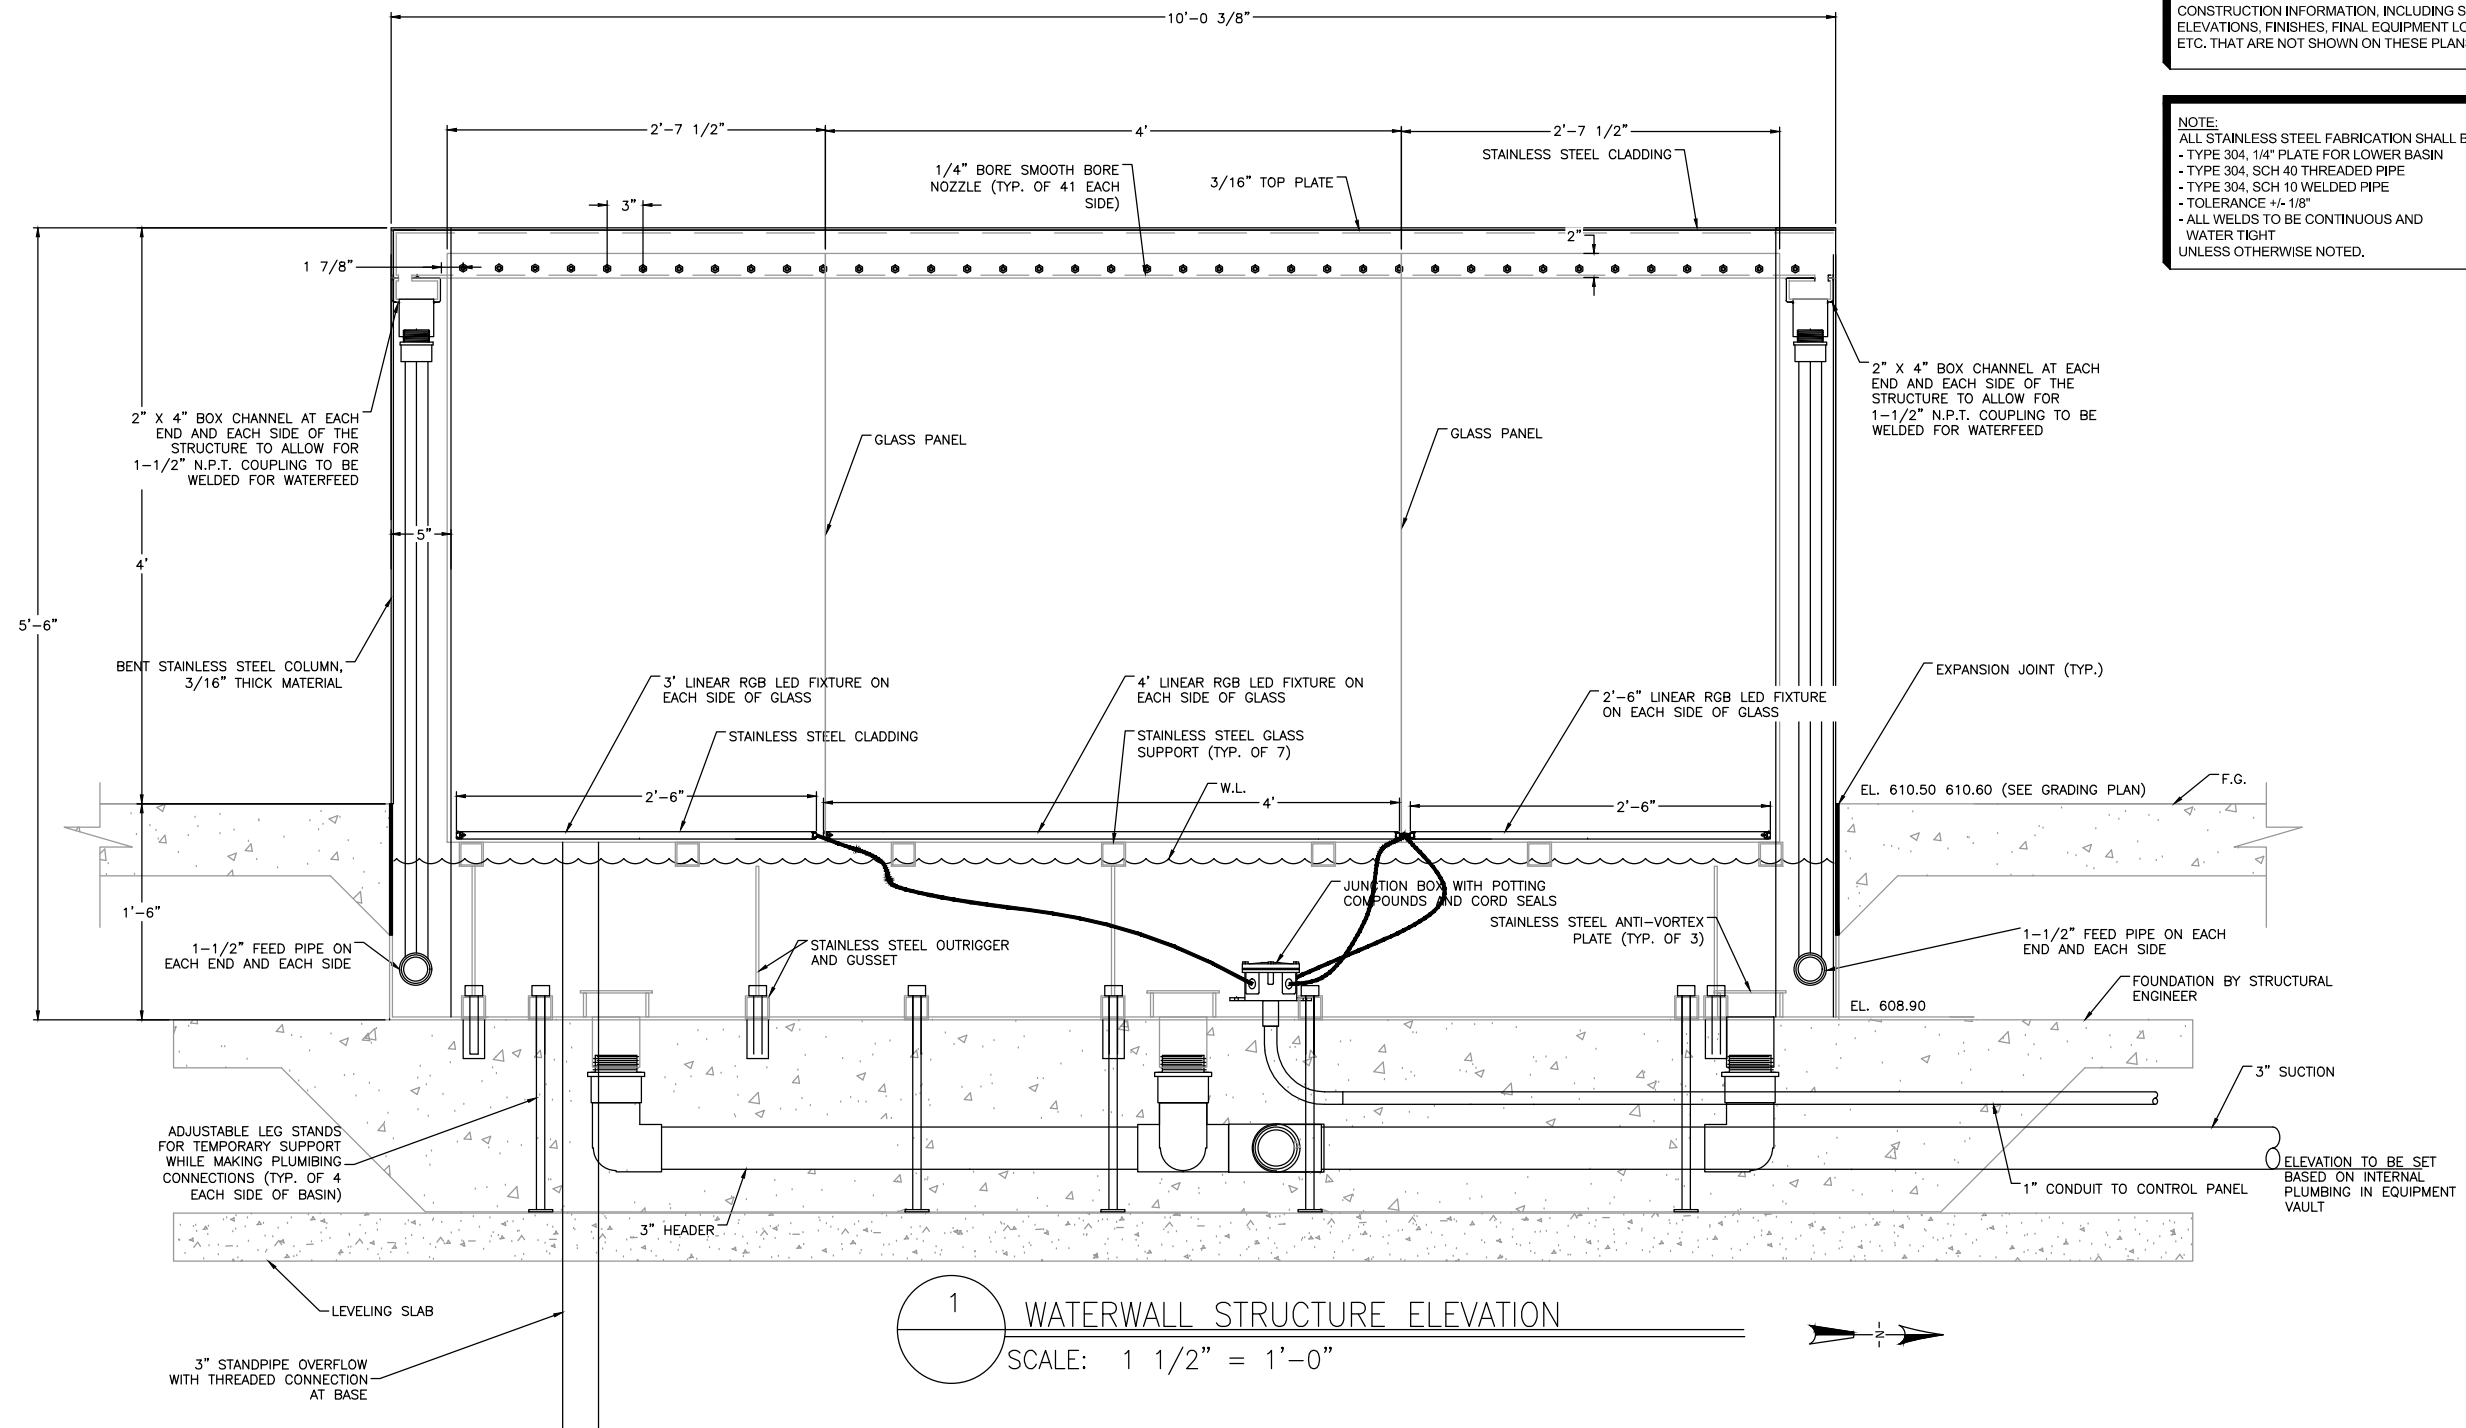 10'-0 3/8"
CONSTRUCTION INFORMATION, INCLUDING
ELEVATIONS, FINISHES, FINAL EQUIPMENT
ETC. THAT ARE NOT SHOWN ON THESE
NOTE:
ALL STAINLESS STEEL FABRICATION SHALL
- TYPE 304, 1/4" PLATE FOR LOWER BASIN
- TYPE 304, SCH 40 THREADED PIPE
- TYPE 304, SCH 10 WELDED PIPE
- TOLERANCE +/- 1/8"
- ALL WELDS TO BE CONTINUOUS AND
WATER TIGHT
UNLESS OTHERWISE NOTED.
2'-7 1/2"
4'
2'-7 1/2"
STAINLESS STEEL CLADDING
1/4" BORE SMOOTH BORE
NOZZLE (TYP. OF 41 EACH
SIDE)
3/16" TOP PLATE
3"
2"
1 7/8"
2" X 4" BOX CHANNEL AT EACH
END AND EACH SIDE OF THE
STRUCTURE TO ALLOW FOR
1-1/2" N.P.T. COUPLING TO BE
WELDED FOR WATERFEED
2" X 4" BOX CHANNEL AT EACH
END AND EACH SIDE OF THE
STRUCTURE TO ALLOW FOR
1-1/2" N.P.T. COUPLING TO BE
WELDED FOR WATERFEED
GLASS PANEL
GLASS PANEL
5"
4'
5'-6"
BENT STAINLESS STEEL COLUMN,
3/16" THICK MATERIAL
3' LINEAR RGB LED FIXTURE ON
EACH SIDE OF GLASS
4' LINEAR RGB LED FIXTURE ON
EACH SIDE OF GLASS
2'-6" LINEAR RGB LED FIXTURE
ON EACH SIDE OF GLASS
EXPANSION JOINT (TYP.)
STAINLESS STEEL CLADDING
STAINLESS STEEL GLASS
SUPPORT (TYP. OF 7)
W.L.
EL. 610.50 610.60 (SEE GRADING PLAN)
F.G.
2'-6"
4'
2'-6"
JUNCTION BOX WITH POTTING
COMPOUNDS AND CORD SEALS
1'-6"
STAINLESS STEEL ANTI-VORTEX
PLATE (TYP. OF 3)
1-1/2" FEED PIPE ON
EACH END AND EACH SIDE
STAINLESS STEEL OUTRIGGER
AND GUSSET
1-1/2" FEED PIPE ON EACH
END AND EACH SIDE
FOUNDATION BY STRUCTURAL
ENGINEER
EL. 608.90
3" SUCTION
ADJUSTABLE LEG STANDS
FOR TEMPORARY SUPPORT
WHILE MAKING PLUMIBING
CONNECTIONS (TYP. OF 4
EACH SIDE OF BASIN)
ELEVATION TO BE SET
BASED ON INTERNAL
PLUMBING IN EQUIPMENT
VAULT
1" CONDUIT TO CONTROL PANEL
3" HEADER
LEVELING SLAB
1
WATERWALL STRUCTURE ELEVATION
SCALE: 1 1/2" = 1'-0"
N
3" STANDPIPE OVERFLOW
WITH THREADED CONNECTION
AT BASE